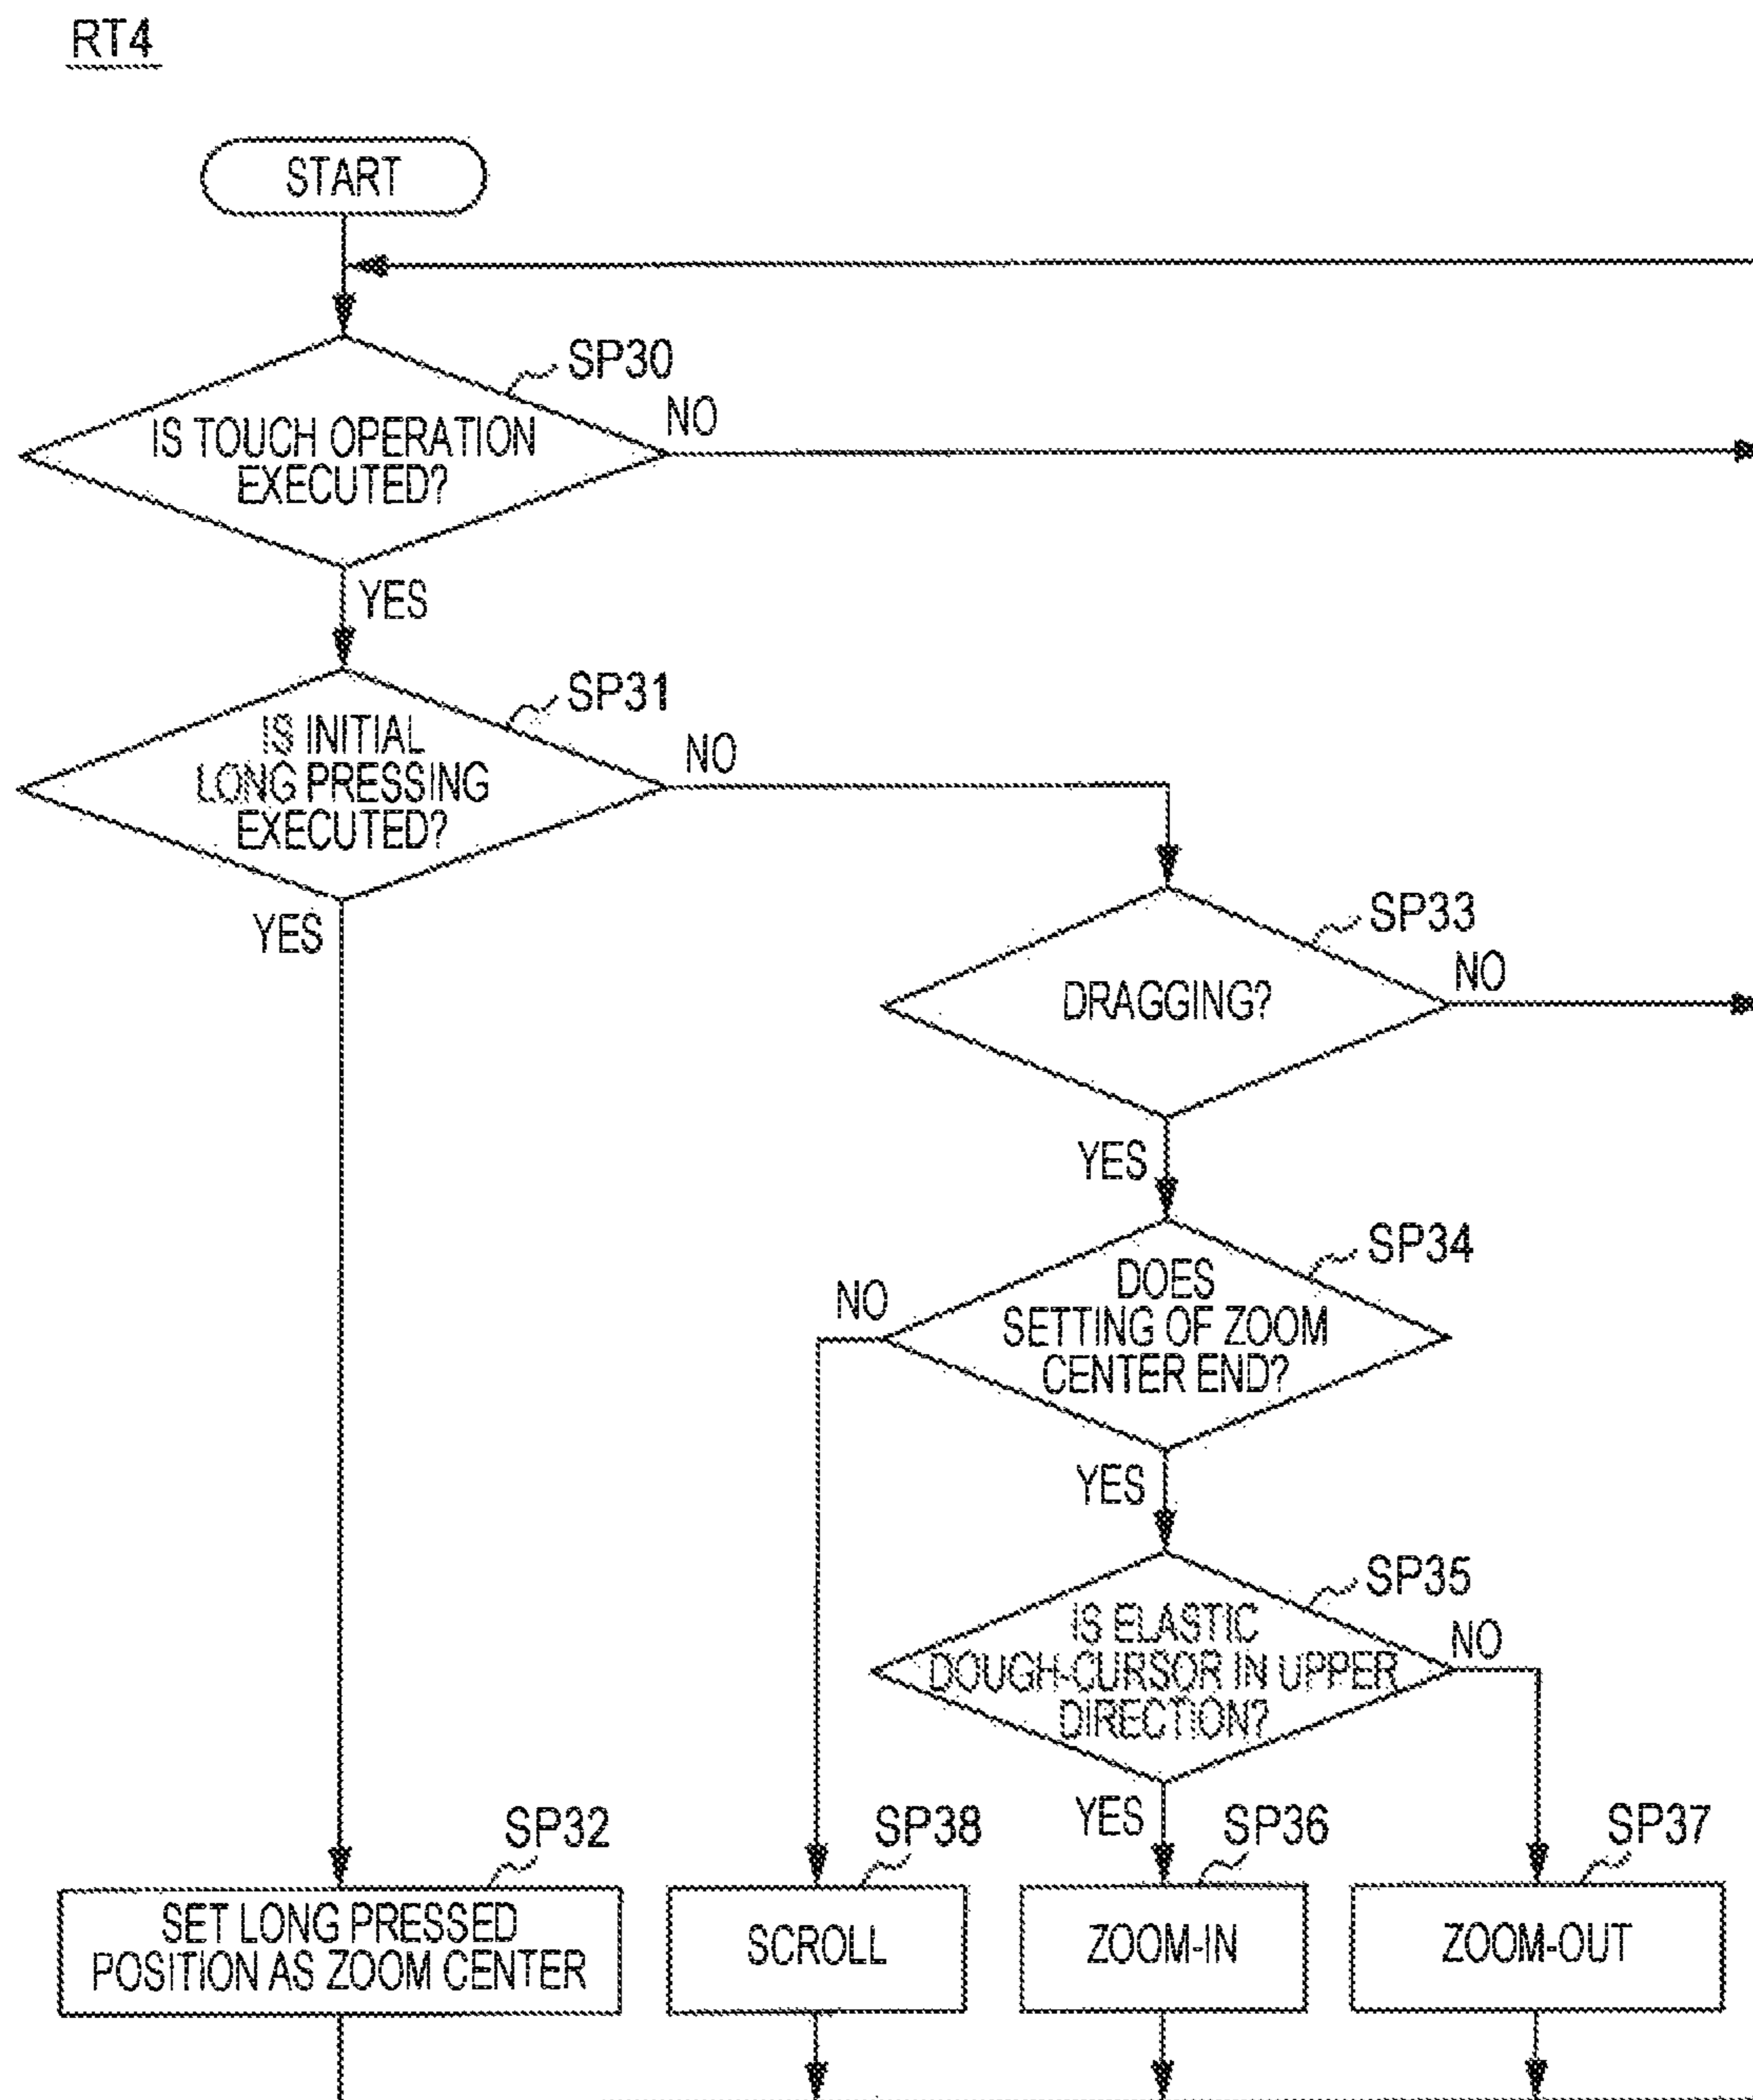 RT4
START
SP30
IS TOUCH OPERATION
EXECUTED?
NO
YES
SP31
IS INITIAL
LONG PRESSING
EXECUTED?
NO
YES
SP33
DRAGGING?
NO
YES
SP34
DOES
SETTING OF ZOOM
CENTER END?
NO
YES
SP35
IS ELASTIC
DOUGH-CURSOR IN UPPER
DIRECTION?
NO
YES
SP32
SET LONG PRESSED
POSITION AS ZOOM CENTER
SP38
SCROLL
SP36
ZOOM-IN
SP37
ZOOM-OUT